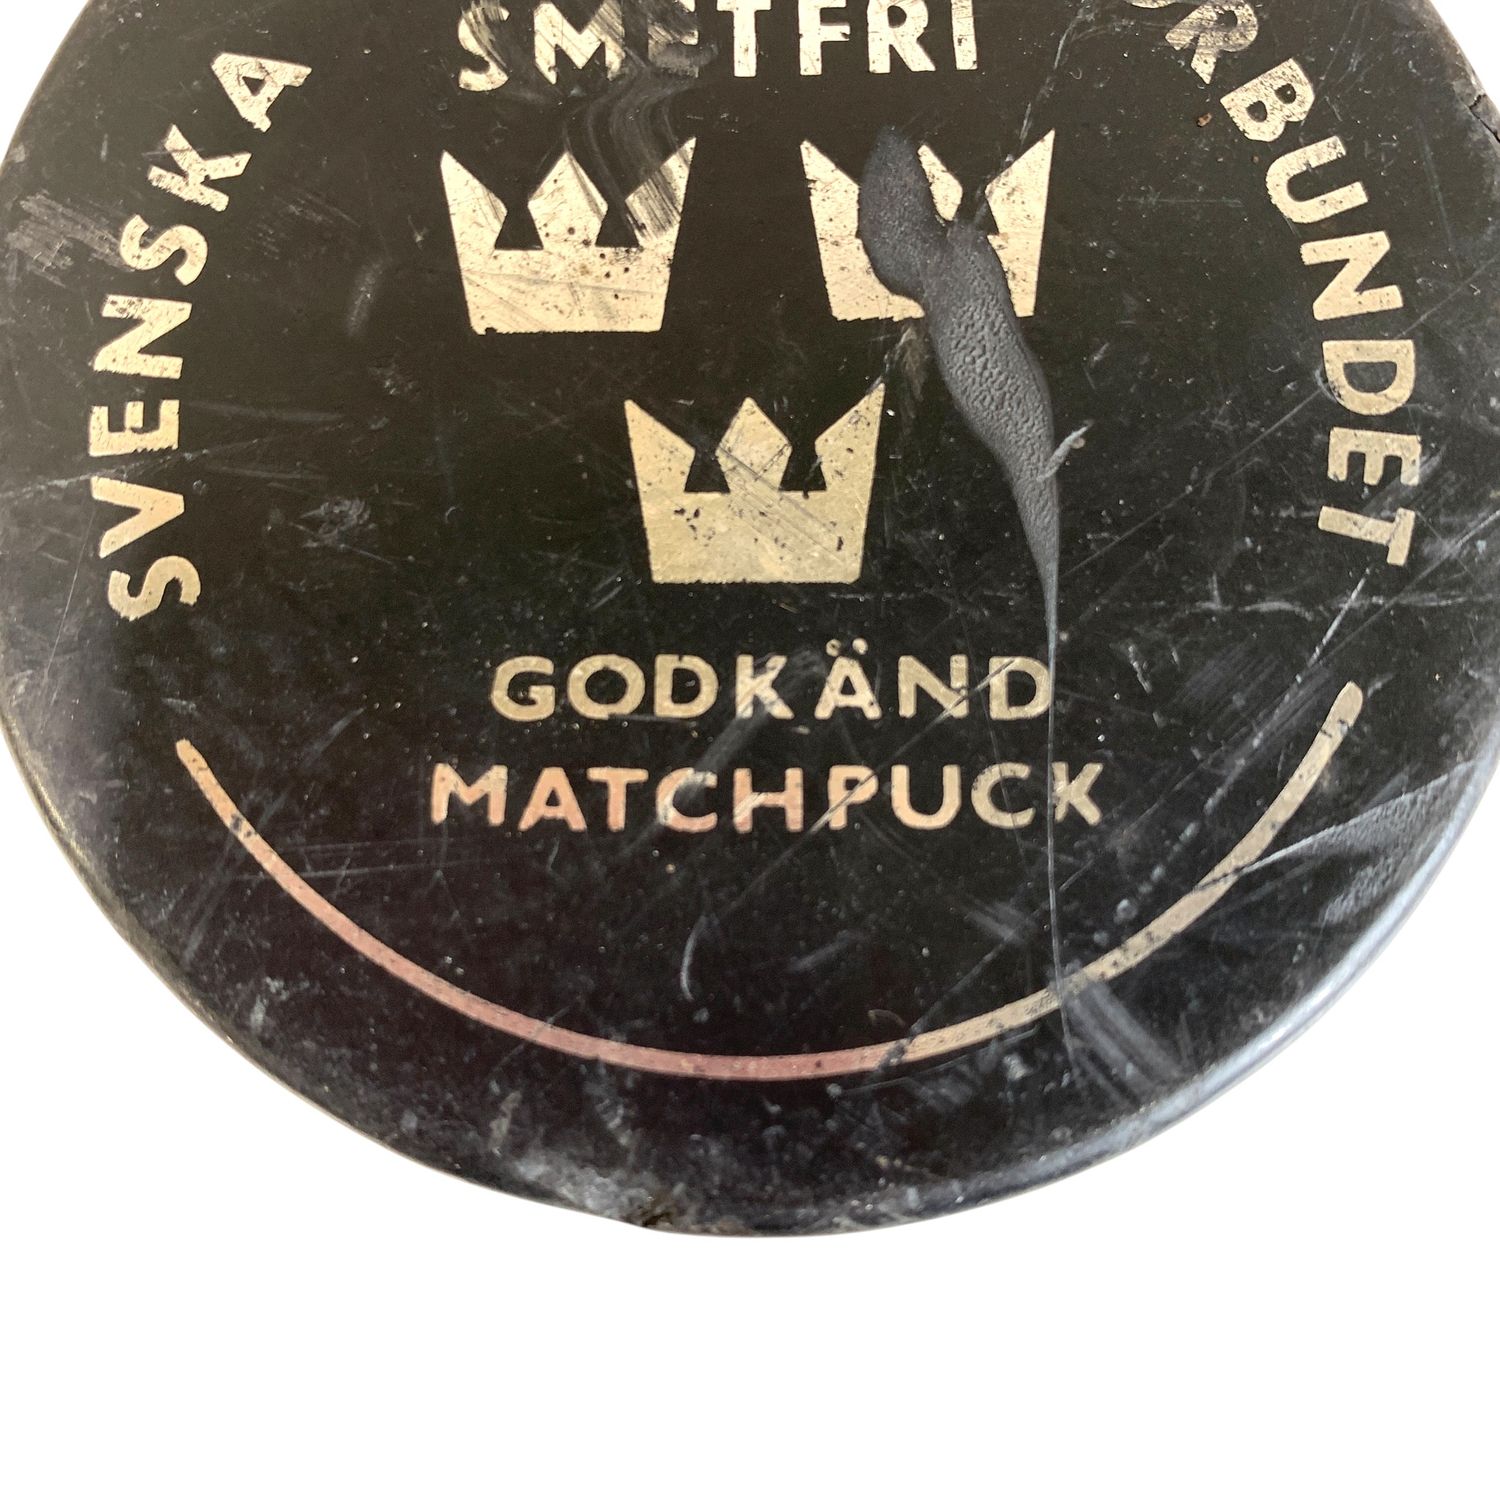 SMETFRI
SVENSKA
RBUNDET
GODKÄND
MATCHPUCK